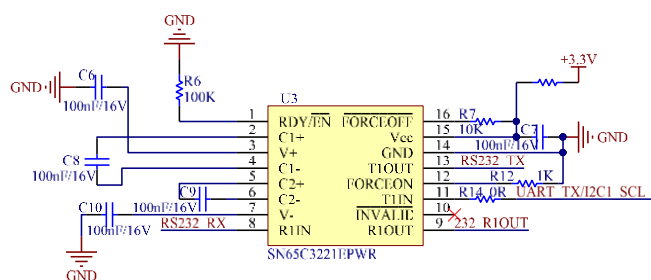 GND
+3.3V
C6
GND
100nF/16V
R6
100K
U3
1 RDY/EN FORCEOFF 16 R7
10K
2 C1+ Vcc 15 C7
100nF/16V
GND
3 V+ GND 14
C8
100nF/16V
4 C1- T1OUT 13 RS232_TX
5 C2+ FORCEON 12 R12 1K
C9
100nF/16V
6 C2- T1IN 11 R14 0R UART_TX/I2C1_SCL
C10
7 V- INVALID 10
RS232_RX 8 R1IN R1OUT 9 232_R1OUT
SN65C3221EPWR
GND